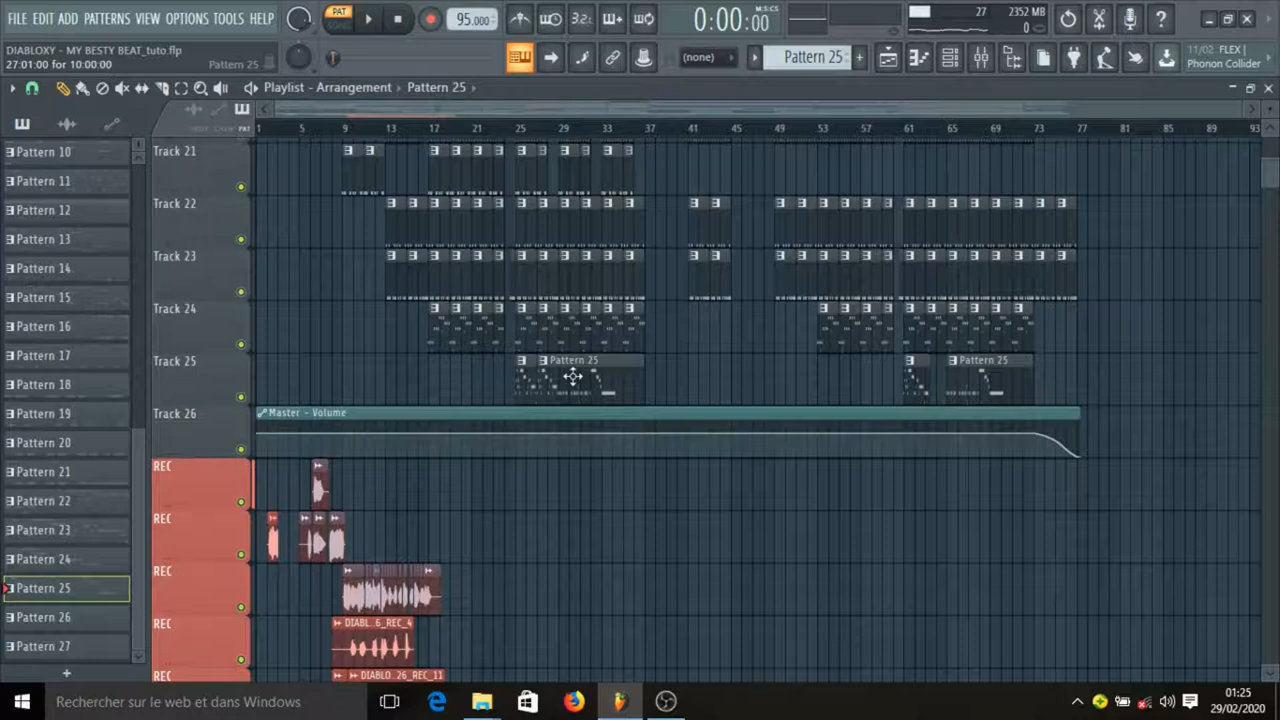 FILE EDIT ADD PATTERNS VIEW OPTIONS TOOLS HELP
PAT
95.000
3.2.
0:00:00
M:S:CS
27
2352 MB
0
DIABLOXY - MY BESTY BEAT_tuto.flp
27:01:00 for 10:00:00
Pattern 25
(none)
Pattern 25
11/02 FLEX |
Phonon Collider
Playlist - Arrangement
Pattern 25
PAT
1 5 9 13 17 21 25 29 33 37 41 45 49 53 57 61 65 69 73 77 81 85 89 93
Pattern 10
Pattern 11
Pattern 12
Pattern 13
Pattern 14
Pattern 15
Pattern 16
Pattern 17
Pattern 18
Pattern 19
Pattern 20
Pattern 21
Pattern 22
Pattern 23
Pattern 24
Pattern 25
Pattern 26
Pattern 27
Track 21
Track 22
Track 23
Track 24
Track 25
Pattern 25
Pattern 25
Track 26
Master - Volume
REC
REC
REC
REC
DIABL..6_REC_4
REC
DIABLO..26_REC_11
Rechercher sur le web et dans Windows
01:25
29/02/2020